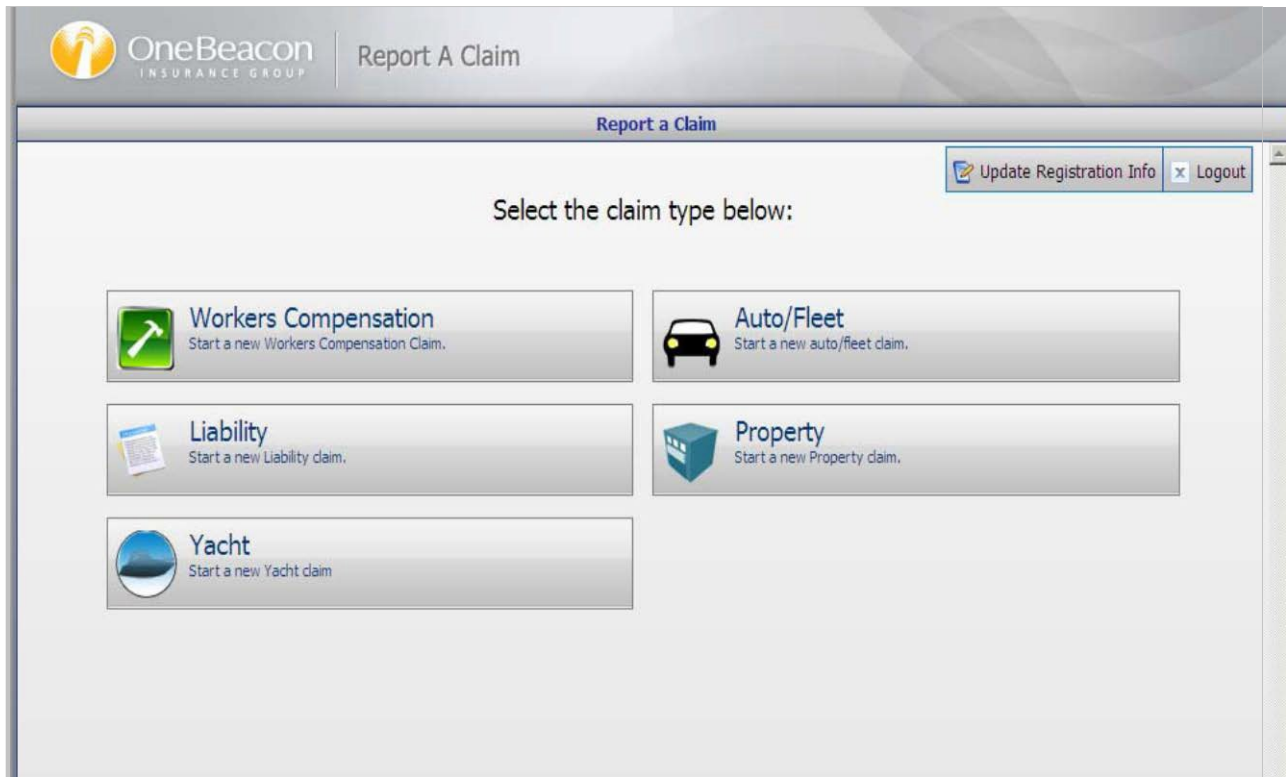 OneBeacon
INSURANCE GROUP
Report A Claim
Report a Claim
Update Registration Info
x Logout
Select the claim type below:
Workers Compensation
Start a new Workers Compensation Claim.
Auto/Fleet
Start a new auto/fleet claim.
Liability
Start a new Liability claim.
Property
Start a new Property claim.
Yacht
Start a new Yacht claim